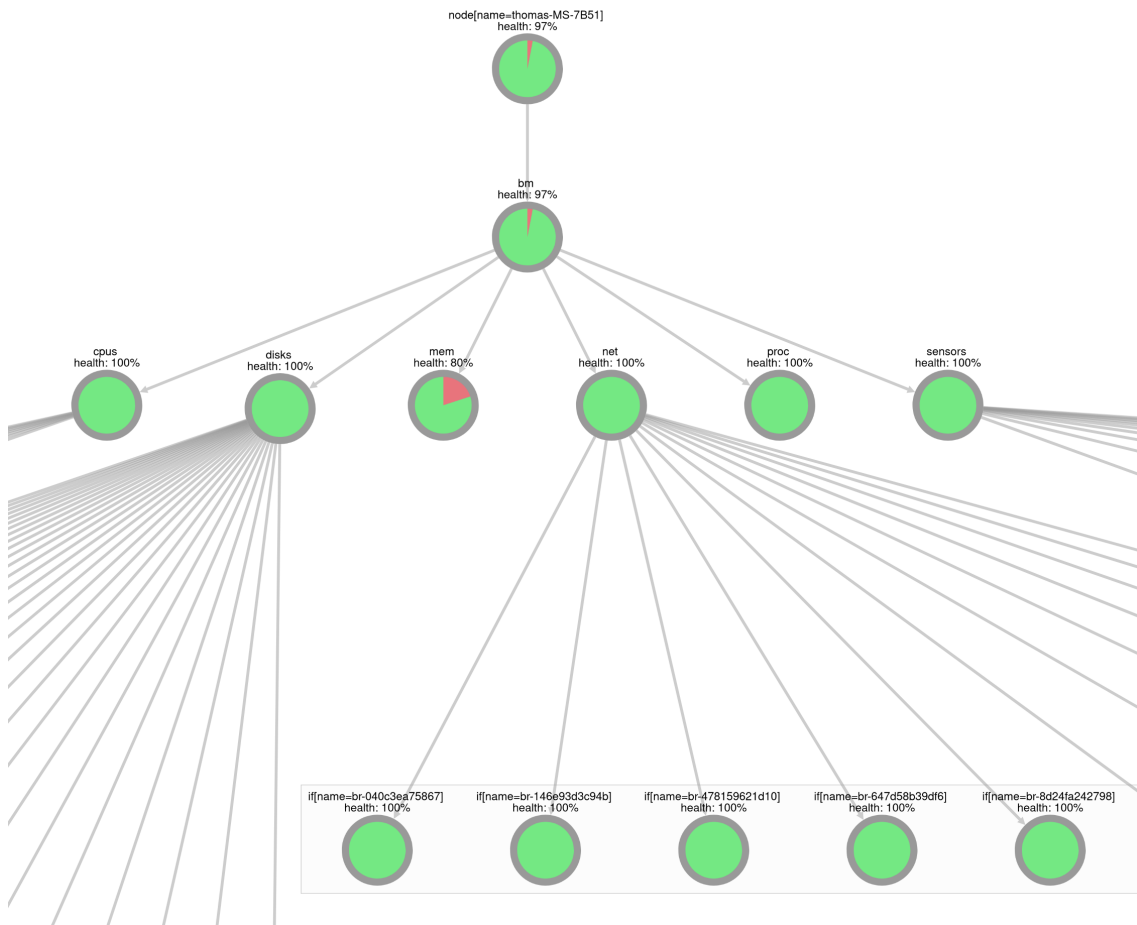 node[name=thomas-MS-7B51]
health: 97%
bm
health: 97%
cpus
health: 100%
disks
health: 100%
mem
health: 80%
net
health: 100%
proc
health: 100%
sensors
health: 100%
if[name=br-040c3ea75867]
health: 100%
if[name=br-146e93d3c94b]
health: 100%
if[name=br-478159621d10]
health: 100%
if[name=br-647d58b39df6]
health: 100%
if[name=br-8d24fa242798]
health: 100%